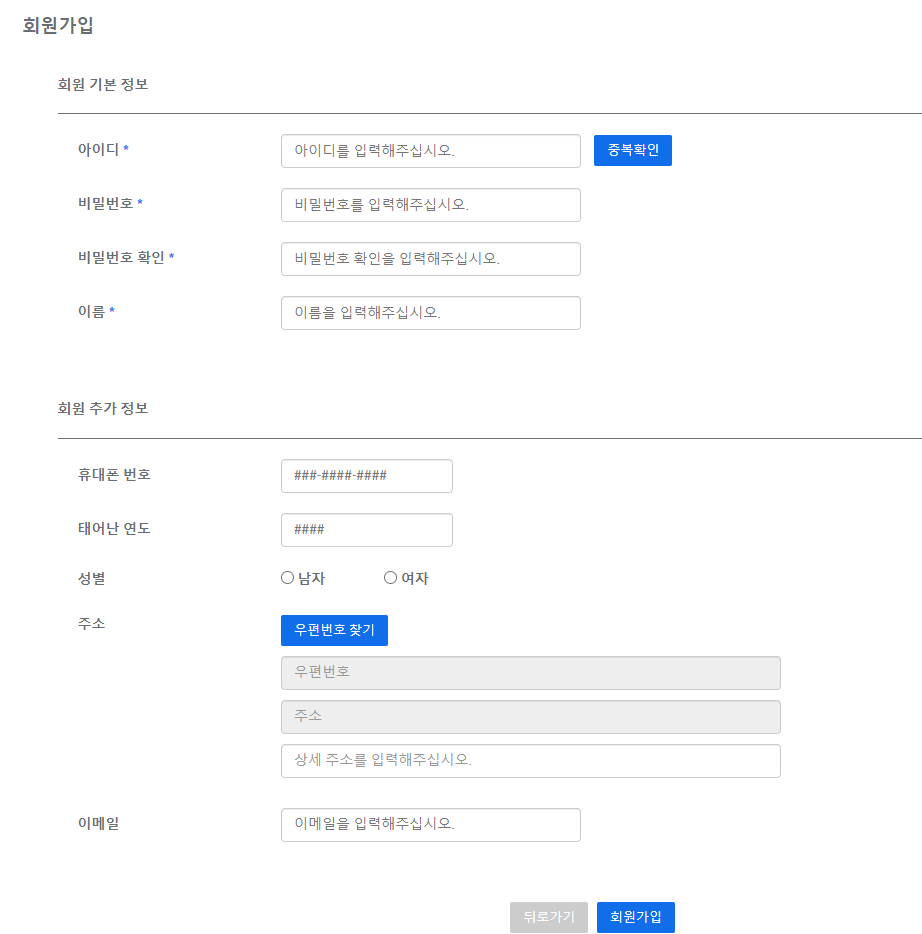 회원가입
회원 기본 정보
아이디 * 아이디를 입력해주십시오. 중복확인
비밀번호 * 비밀번호를 입력해주십시오.
비밀번호 확인 * 비밀번호 확인을 입력해주십시오.
이름 * 이름을 입력해주십시오.
회원 추가 정보
휴대폰 번호 ###-####-####
태어난 연도 ####
성별 남자 여자
주소 우편번호 찾기
우편번호
주소
상세 주소를 입력해주십시오.
이메일 이메일을 입력해주십시오.
뒤로가기 회원가입